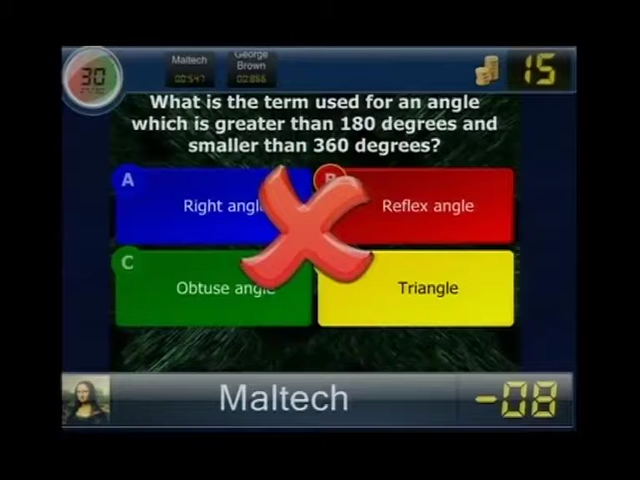 30
Maltech
George
Brown
15
What is the term used for an angle
which is greater than 180 degrees and
smaller than 360 degrees?
A
B
Right angle
Reflex angle
C
Obtuse angle
Triangle
Maltech
-08